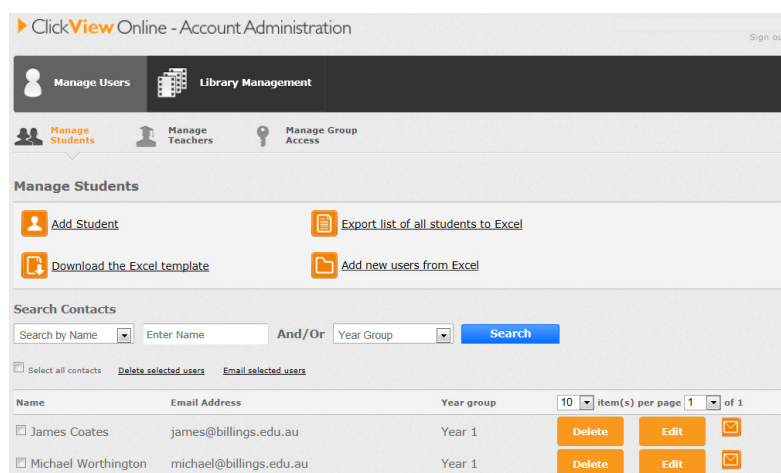 ClickView Online - Account Administration
Sign ou
Manage Users
Library Management
Manage Students
Manage Teachers
Manage Group Access
Manage Students
Add Student
Export list of all students to Excel
Download the Excel template
Add new users from Excel
Search Contacts
Search by Name Enter Name And/Or Year Group Search
Select all contacts Delete selected users Email selected users
Name Email Address Year group 10 item(s) per page 1 of 1
James Coates james@billings.edu.au Year 1 Delete Edit
Michael Worthington michael@billings.edu.au Year 1 Delete Edit